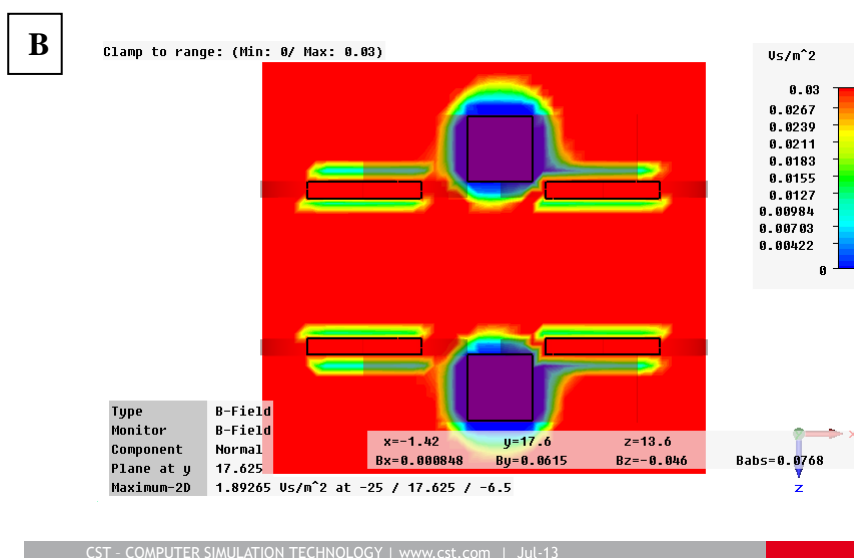 B
Clamp to range: (Min: 0/ Max: 0.03)
Vs/m^2
0.03
0.0267
0.0239
0.0211
0.0183
0.0155
0.0127
0.00984
0.00703
0.00422
0
Type B-Field
Monitor B-Field
Component Normal
Plane at y 17.625
Maximum-2D 1.89265 Vs/m^2 at -25 / 17.625 / -6.5
x=-1.42 y=17.6 z=13.6
Bx=0.000848 By=0.0615 Bz=-0.046 Babs=0.0768
x
z
CST – COMPUTER SIMULATION TECHNOLOGY | www.cst.com | Jul-13